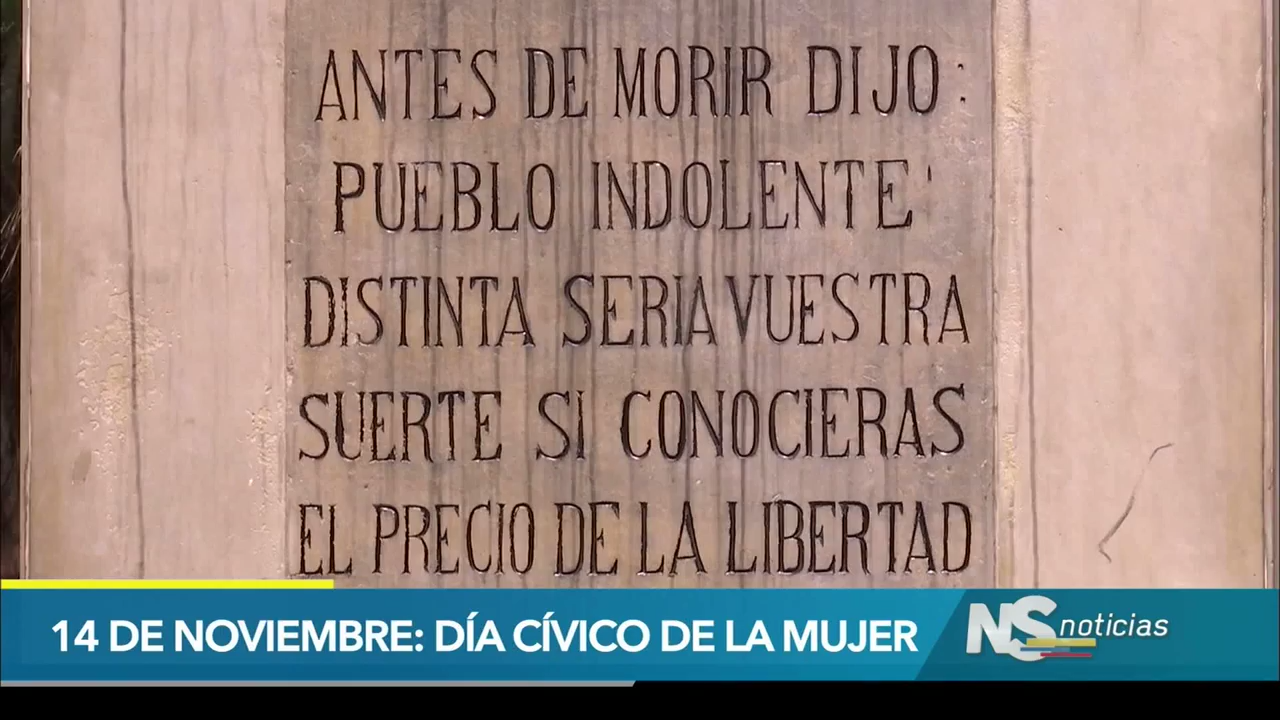 ANTES DE MORIR DIJO:
PUEBLO INDOLENTE'
DISTINTA SERIA VUESTRA
SUERTE SI CONOCIERAS
EL PRECIO DE LA LIBERTAD
14 DE NOVIEMBRE: DÍA CÍVICO DE LA MUJER
NS noticias